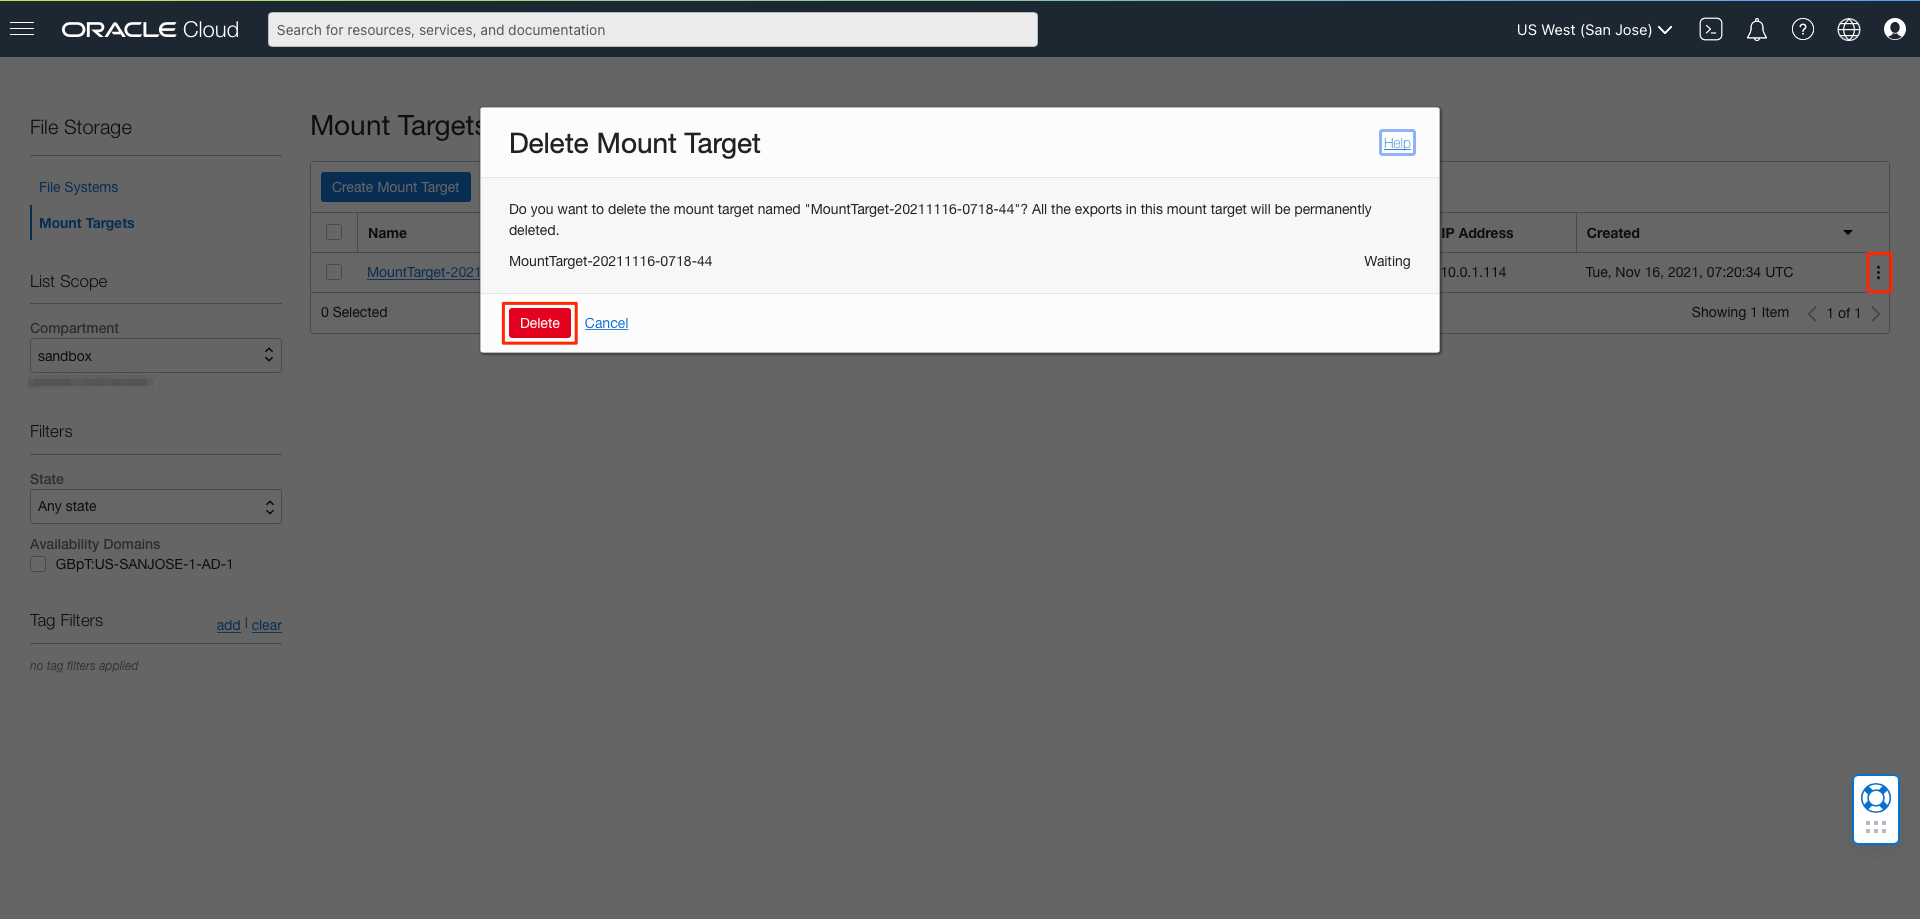 ORACLE Cloud
Search for resources, services, and documentation
US West (San Jose)
File Storage
File Systems
Mount Targets
List Scope
Compartment
sandbox
Filters
State
Any state
Availability Domains
GBpT:US-SANJOSE-1-AD-1
Tag Filters
add | clear
no tag filters applied
Mount Targets
Create Mount Target
Name
IP Address
Created
MountTarget-2021
10.0.1.114
Tue, Nov 16, 2021, 07:20:34 UTC
0 Selected
Showing 1 Item
1 of 1
Delete Mount Target
Help
Do you want to delete the mount target named "MountTarget-20211116-0718-44"? All the exports in this mount target will be permanently
deleted.
MountTarget-20211116-0718-44
Waiting
Delete
Cancel